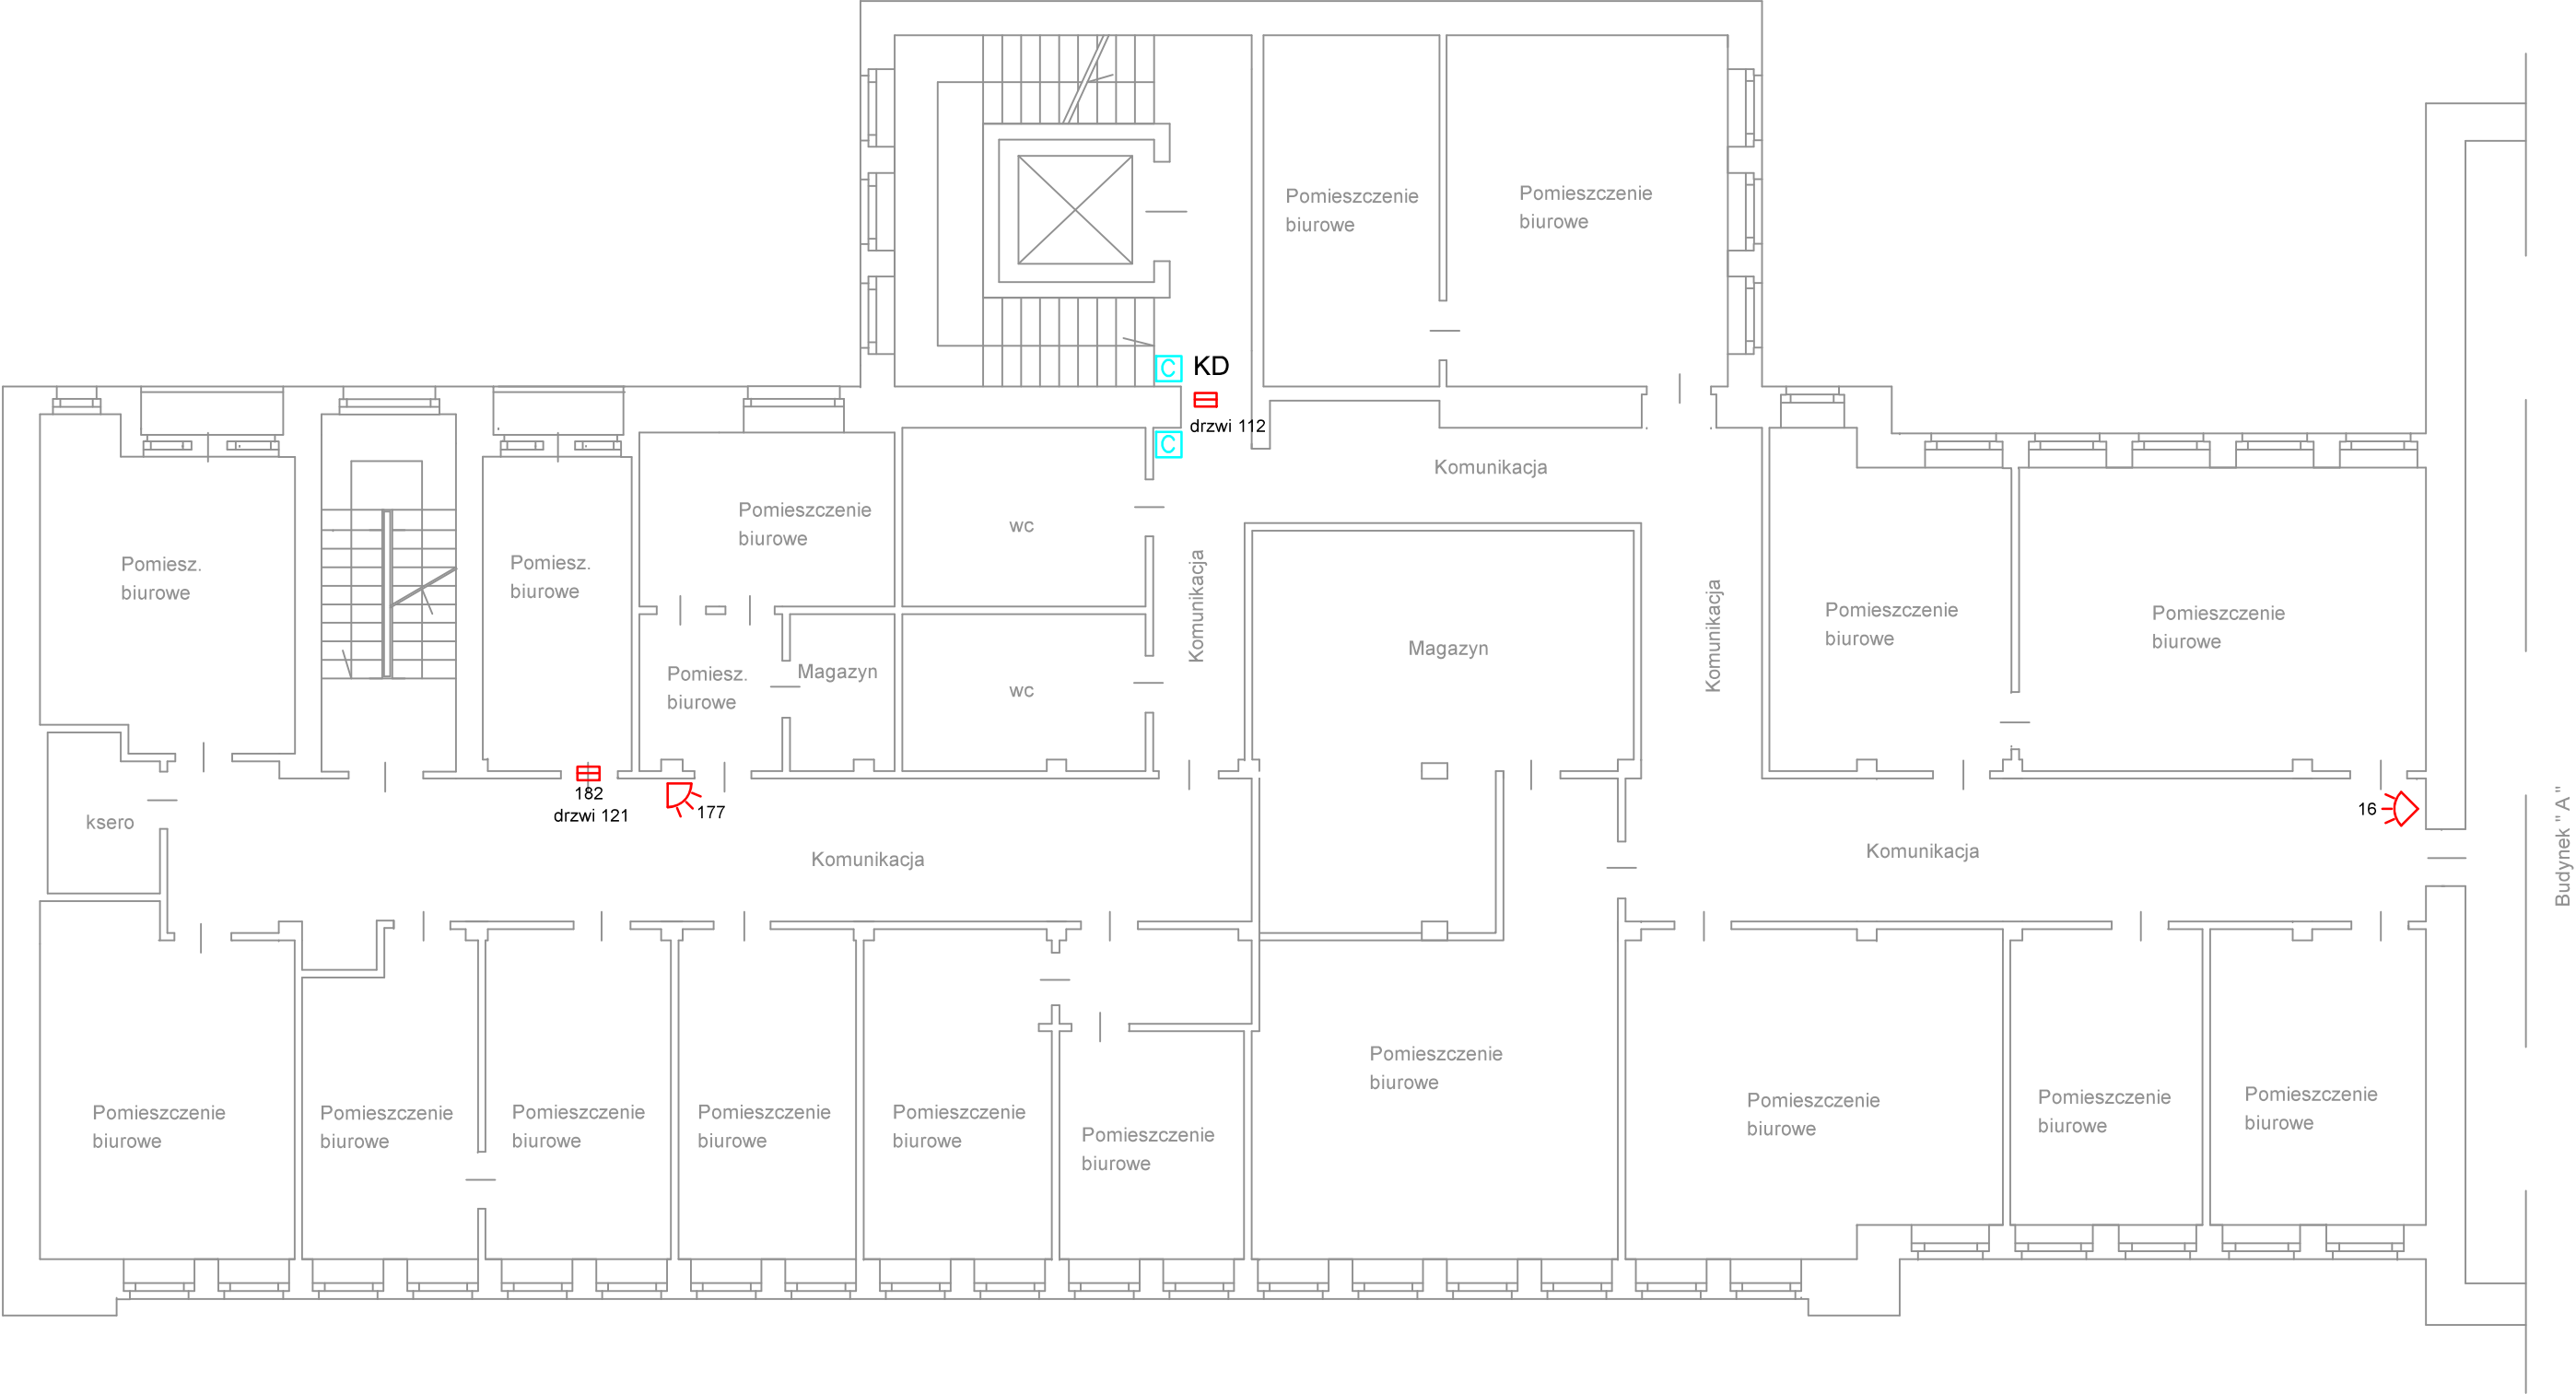 Pomieszczenie
biurowe
Pomieszczenie
biurowe
C
KD
drzwi 112
C
Komunikacja
Pomieszczenie
biurowe
wc
Pomiesz.
biurowe
Pomiesz.
biurowe
Komunikacja
Komunikacja
Pomieszczenie
biurowe
Pomieszczenie
biurowe
Magazyn
Pomiesz.
biurowe
Magazyn
wc
182
drzwi 121
177
16
ksero
Komunikacja
Komunikacja
Budynek " A "
Pomieszczenie
biurowe
Pomieszczenie
biurowe
Pomieszczenie
biurowe
Pomieszczenie
biurowe
Pomieszczenie
biurowe
Pomieszczenie
biurowe
Pomieszczenie
biurowe
Pomieszczenie
biurowe
Pomieszczenie
biurowe
Pomieszczenie
biurowe